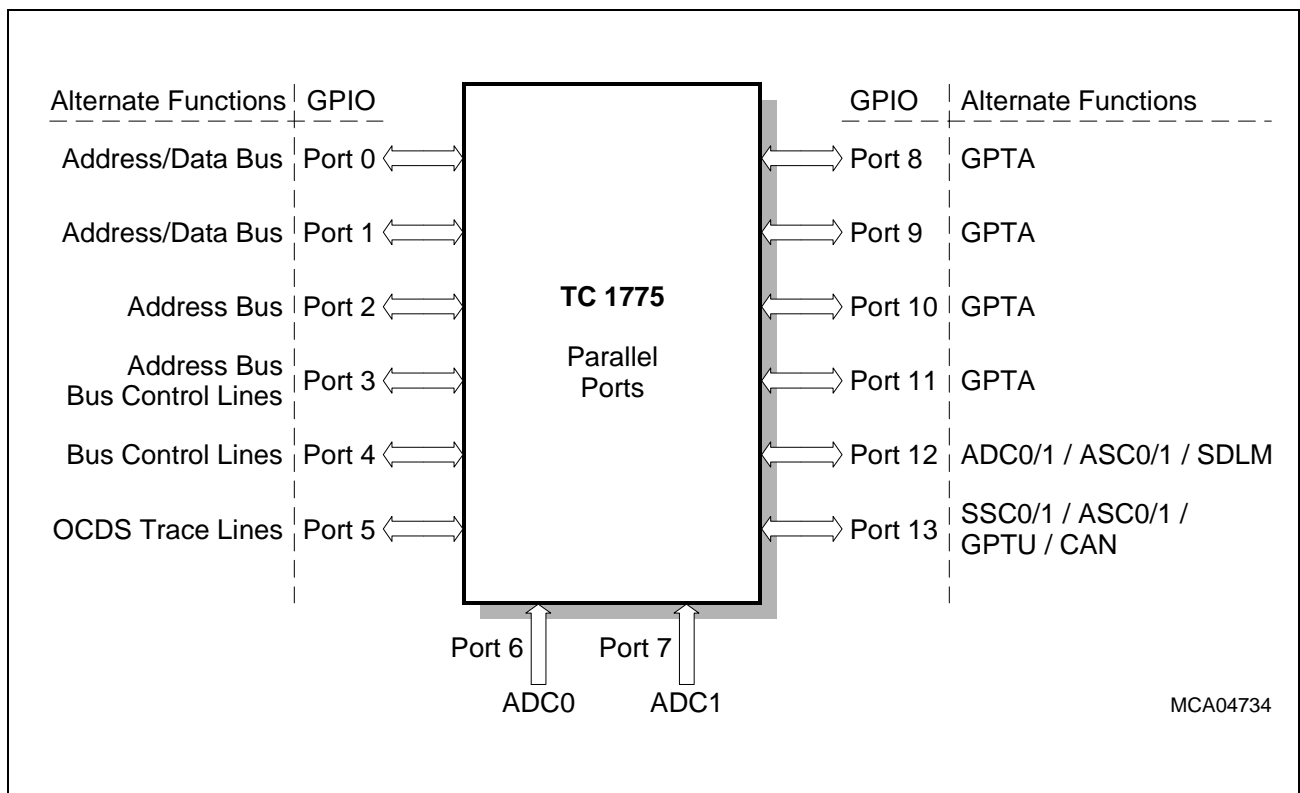 Alternate Functions GPIO
Address/Data Bus Port 0
Address/Data Bus Port 1
Address Bus Port 2
Address Bus
Bus Control Lines Port 3
Bus Control Lines Port 4
OCDS Trace Lines Port 5
TC 1775
Parallel
Ports
GPIO Alternate Functions
Port 8 GPTA
Port 9 GPTA
Port 10 GPTA
Port 11 GPTA
Port 12 ADC0/1 / ASC0/1 / SDLM
Port 13 SSC0/1 / ASC0/1 /
GPTU / CAN
Port 6 Port 7
ADC0 ADC1
MCA04734